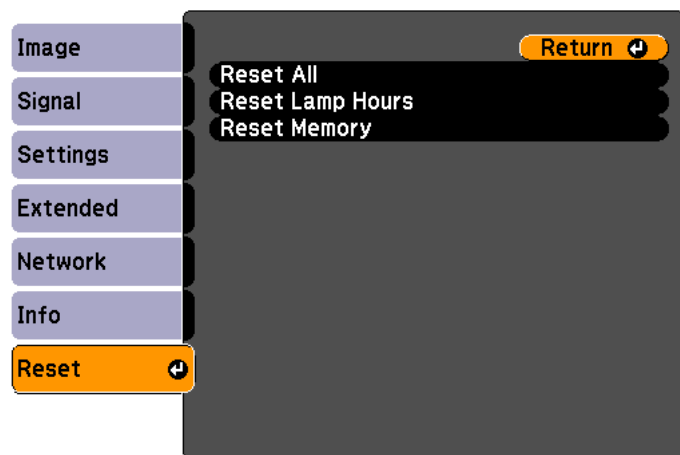 Image
Signal
Settings
Extended
Network
Info
Reset
Return
Reset All
Reset Lamp Hours
Reset Memory